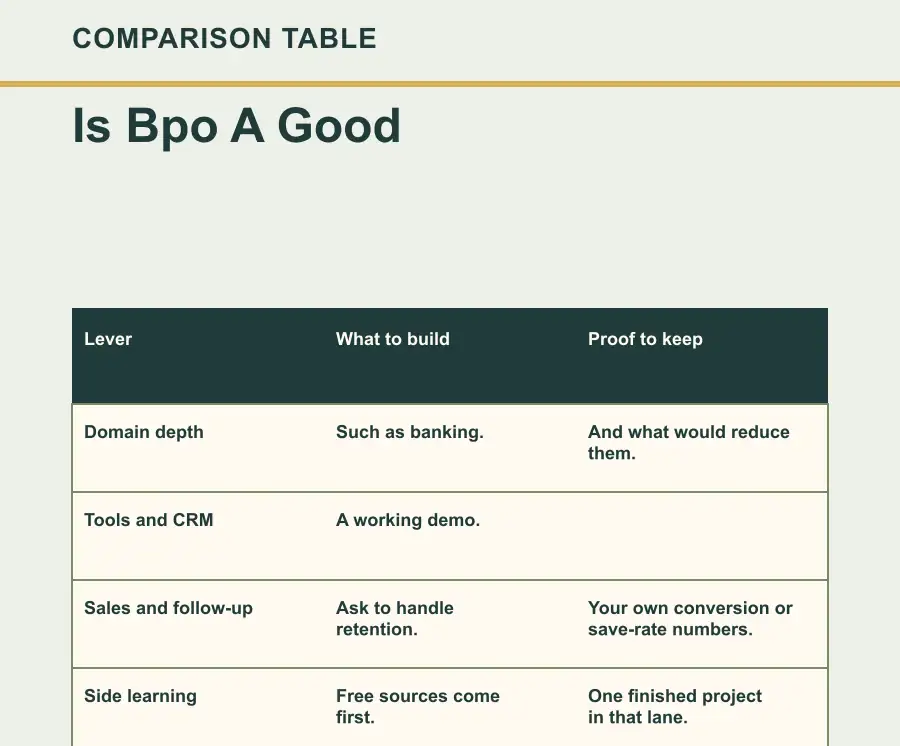 COMPARISON TABLE
Is Bpo A Good
Lever
What to build
Proof to keep
Domain depth
Such as banking.
And what would reduce
them.
Tools and CRM
A working demo.
Sales and follow-up
Ask to handle
retention.
Your own conversion or
save-rate numbers.
Side learning
Free sources come
first.
One finished project
in that lane.